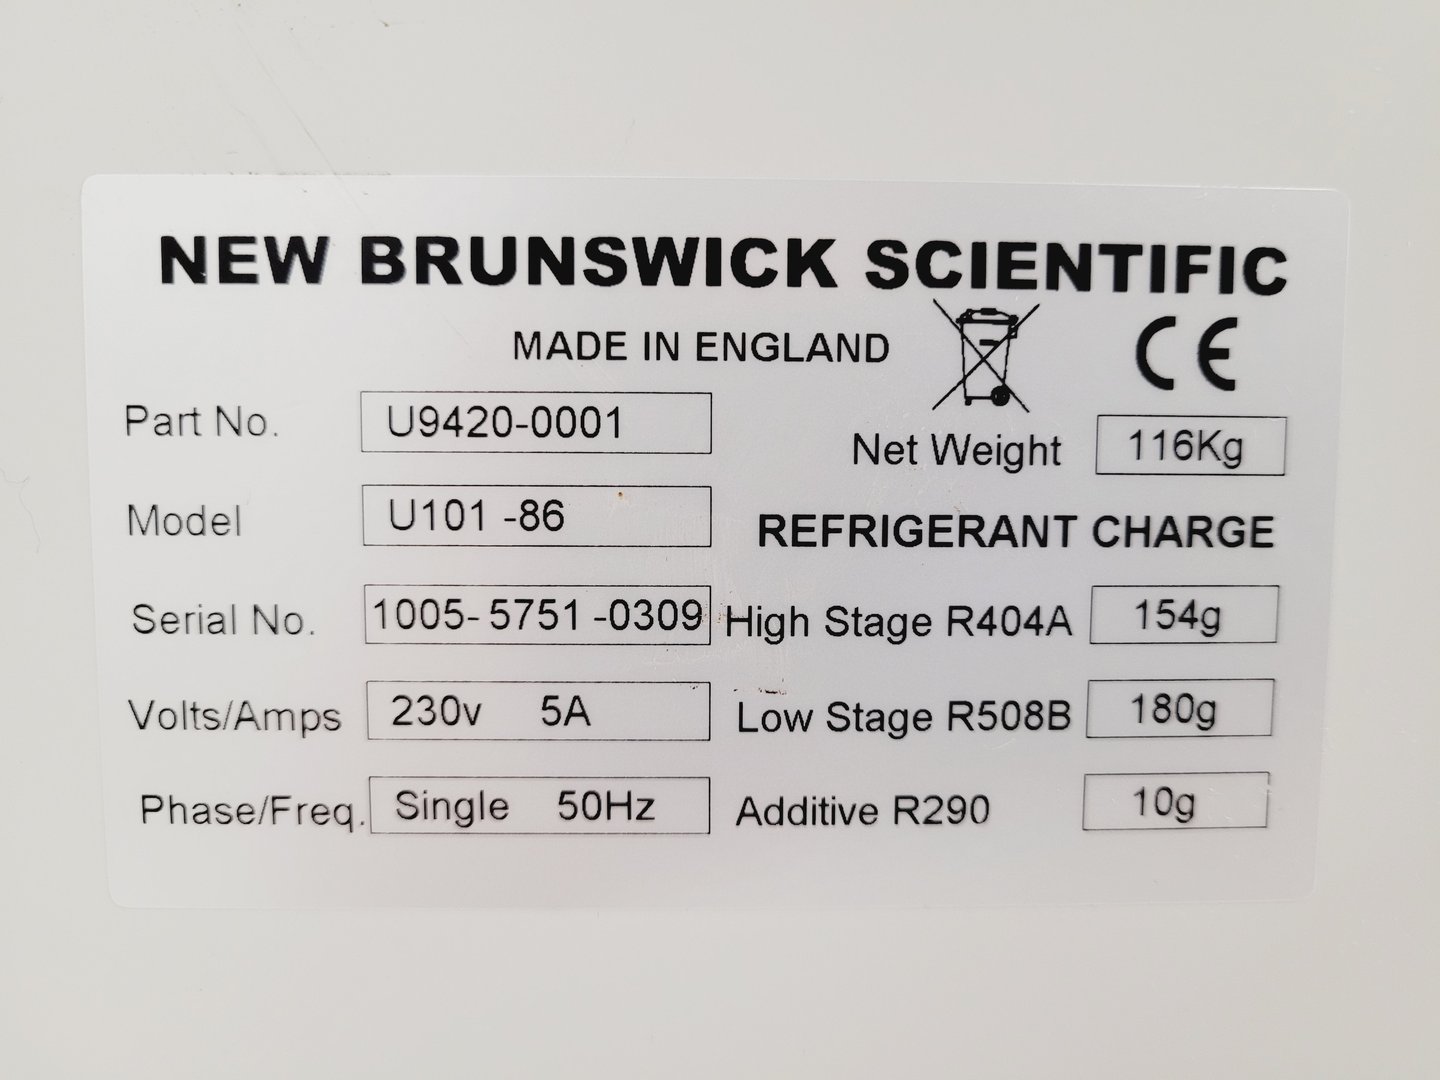 NEW BRUNSWICK SCIENTIFIC
MADE IN ENGLAND CE
Part No. U9420-0001
Net Weight 116Kg
Model U101 -86
REFRIGERANT CHARGE
Serial No. 1005- 5751 -0309 High Stage R404A 154g
Volts/Amps 230v 5A Low Stage R508B 180g
Phase/Freq. Single 50Hz Additive R290 10g